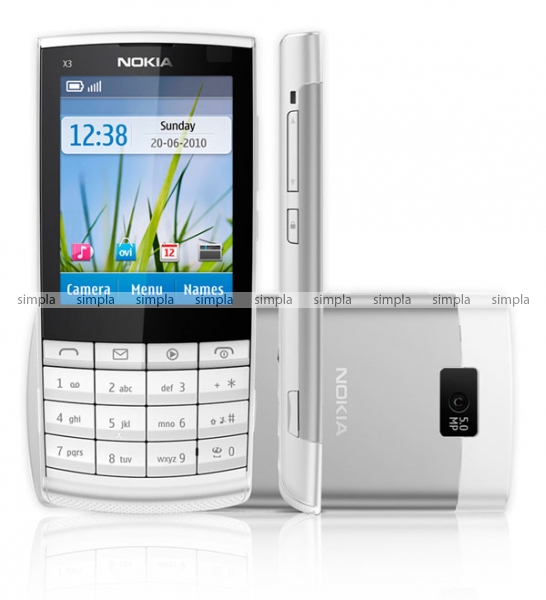 X3 NOKIA
12:38 Sunday
20-06-2010
ovi 12
Camera Menu Names
simpla simpla simpla simpla simpla simpla simpla simpla simpla
1 2 abc def 3 + *
4 ghi 5 jkl mno 6 #
7 pqrs 8 tuv wxyz 9 0
NOKIA
5.0
MP